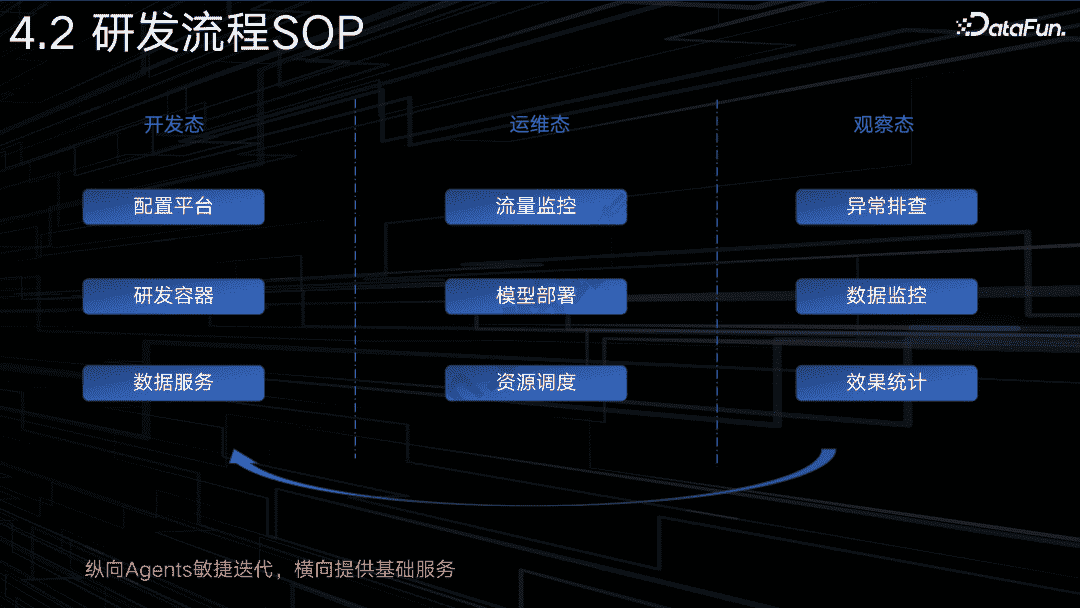 4.2 研发流程SOP
DataFun.
开发态
运维态
观察态
配置平台
流量监控
异常排查
研发容器
模型部署
数据监控
数据服务
资源调度
效果统计
纵向Agents敏捷迭代，横向提供基础服务